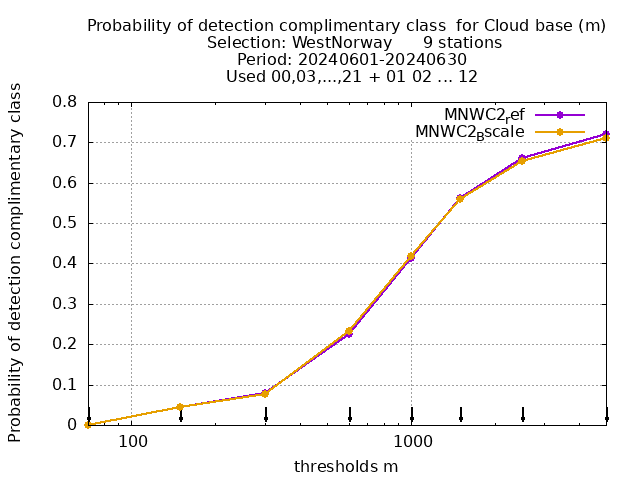 Probability of detection complimentary class  for Cloud base (m)
Selection: WestNorway      9 stations
Period: 20240601-20240630
Used 00,03,...,21 + 01 02 ... 12
Probability of detection complimentary class
0.8
0.7
0.6
0.5
0.4
0.3
0.2
0.1
0
MNWC2ref
MNWC2Bscale
100
1000
thresholds m